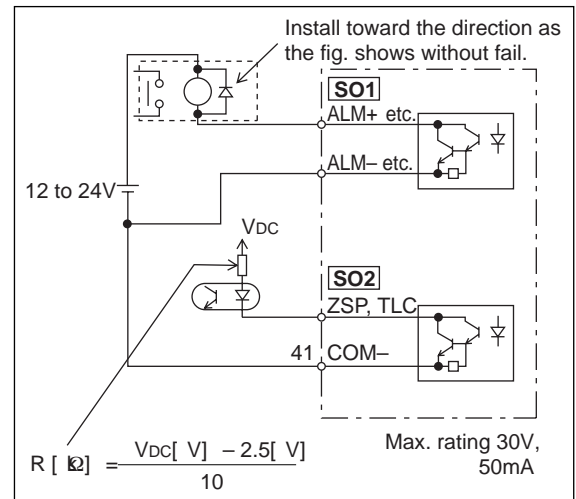 Install toward the direction as
the fig. shows without fail.
SO1
ALM+ etc.
ALM– etc.
12 to 24V
VDC
SO2
ZSP, TLC
41 COM–
R [ kΩ] = VDC[ V] – 2.5[ V]
10
Max. rating 30V,
50mA